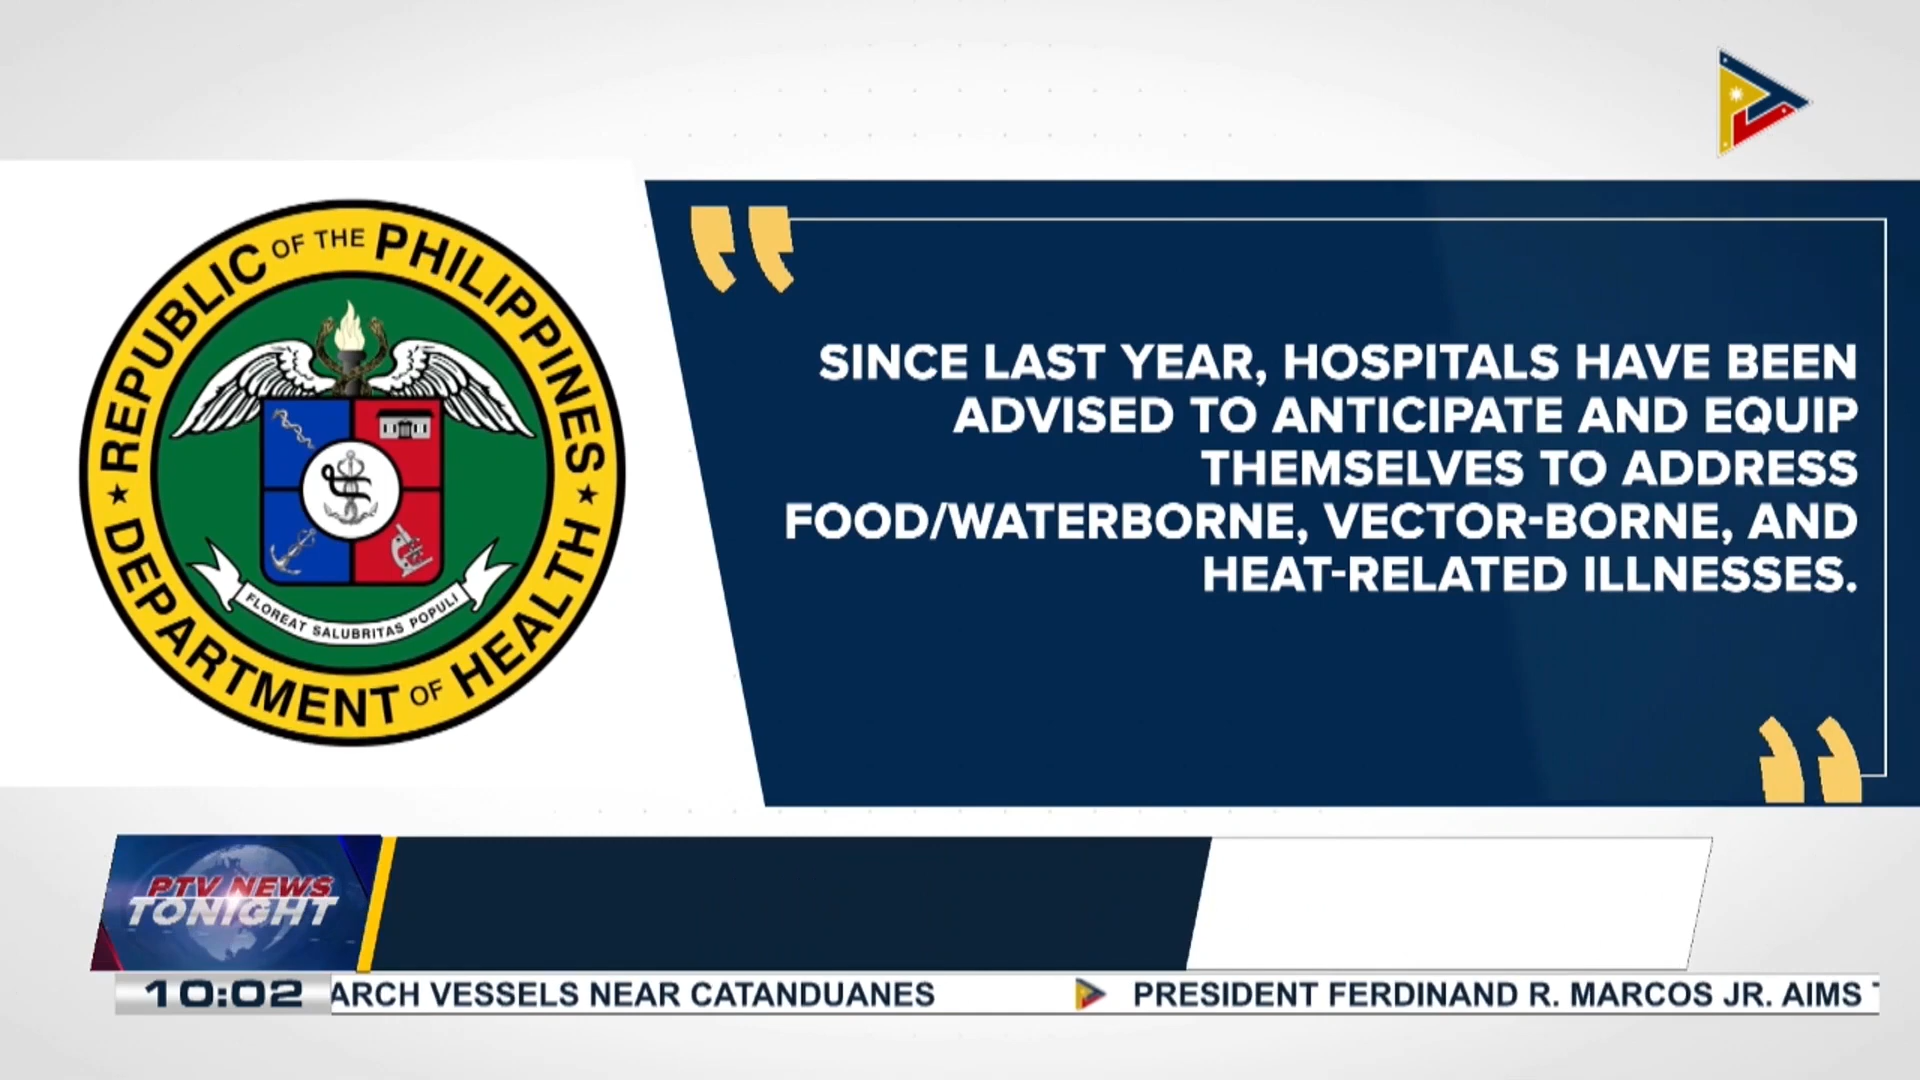 REPUBLIC OF THE PHILIPPINES
DEPARTMENT OF HEALTH
FLOREAT SALUBRITAS POPULI
SINCE LAST YEAR, HOSPITALS HAVE BEEN
ADVISED TO ANTICIPATE AND EQUIP
THEMSELVES TO ADDRESS
FOOD/WATERBORNE, VECTOR-BORNE, AND
HEAT-RELATED ILLNESSES.
PTV NEWS
TONIGHT
10:02 ARCH VESSELS NEAR CATANDUANES PRESIDENT FERDINAND R. MARCOS JR. AIMS